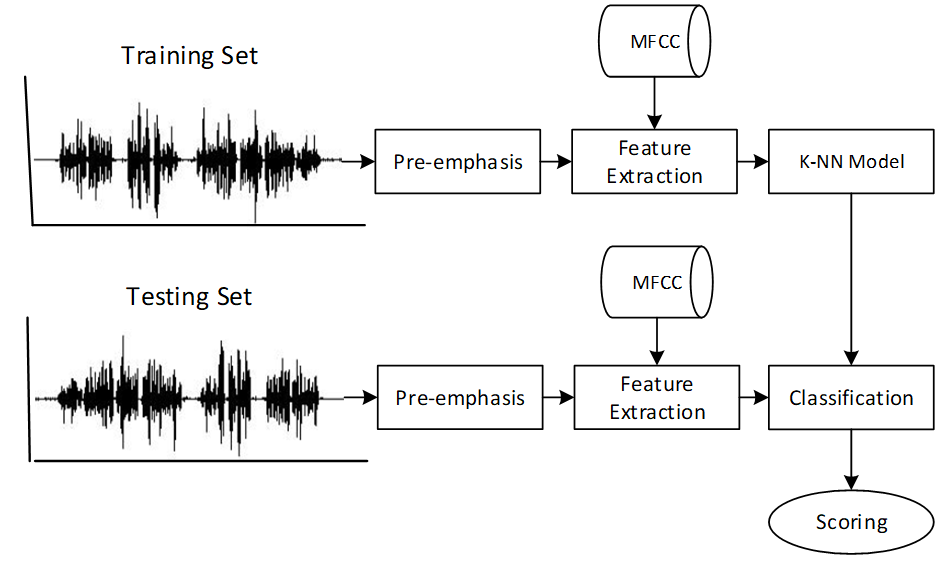 Training Set
MFCC
Pre-emphasis
Feature
Extraction
K-NN Model
Testing Set
MFCC
Pre-emphasis
Feature
Extraction
Classification
Scoring